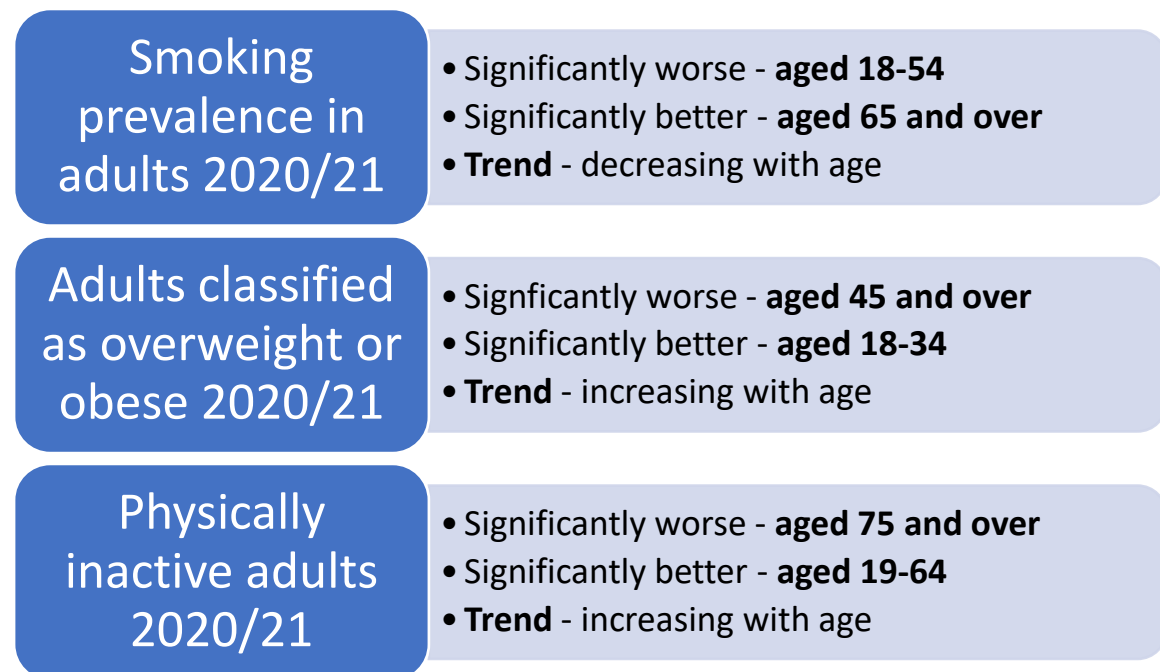 Smoking
prevalence in
adults 2020/21
• Significantly worse - aged 18-54
• Significantly better - aged 65 and over
• Trend - decreasing with age
Adults classified
as overweight or
obese 2020/21
• Signficantly worse - aged 45 and over
• Significantly better - aged 18-34
• Trend - increasing with age
Physically
inactive adults
2020/21
• Significantly worse - aged 75 and over
• Significantly better - aged 19-64
• Trend - increasing with age